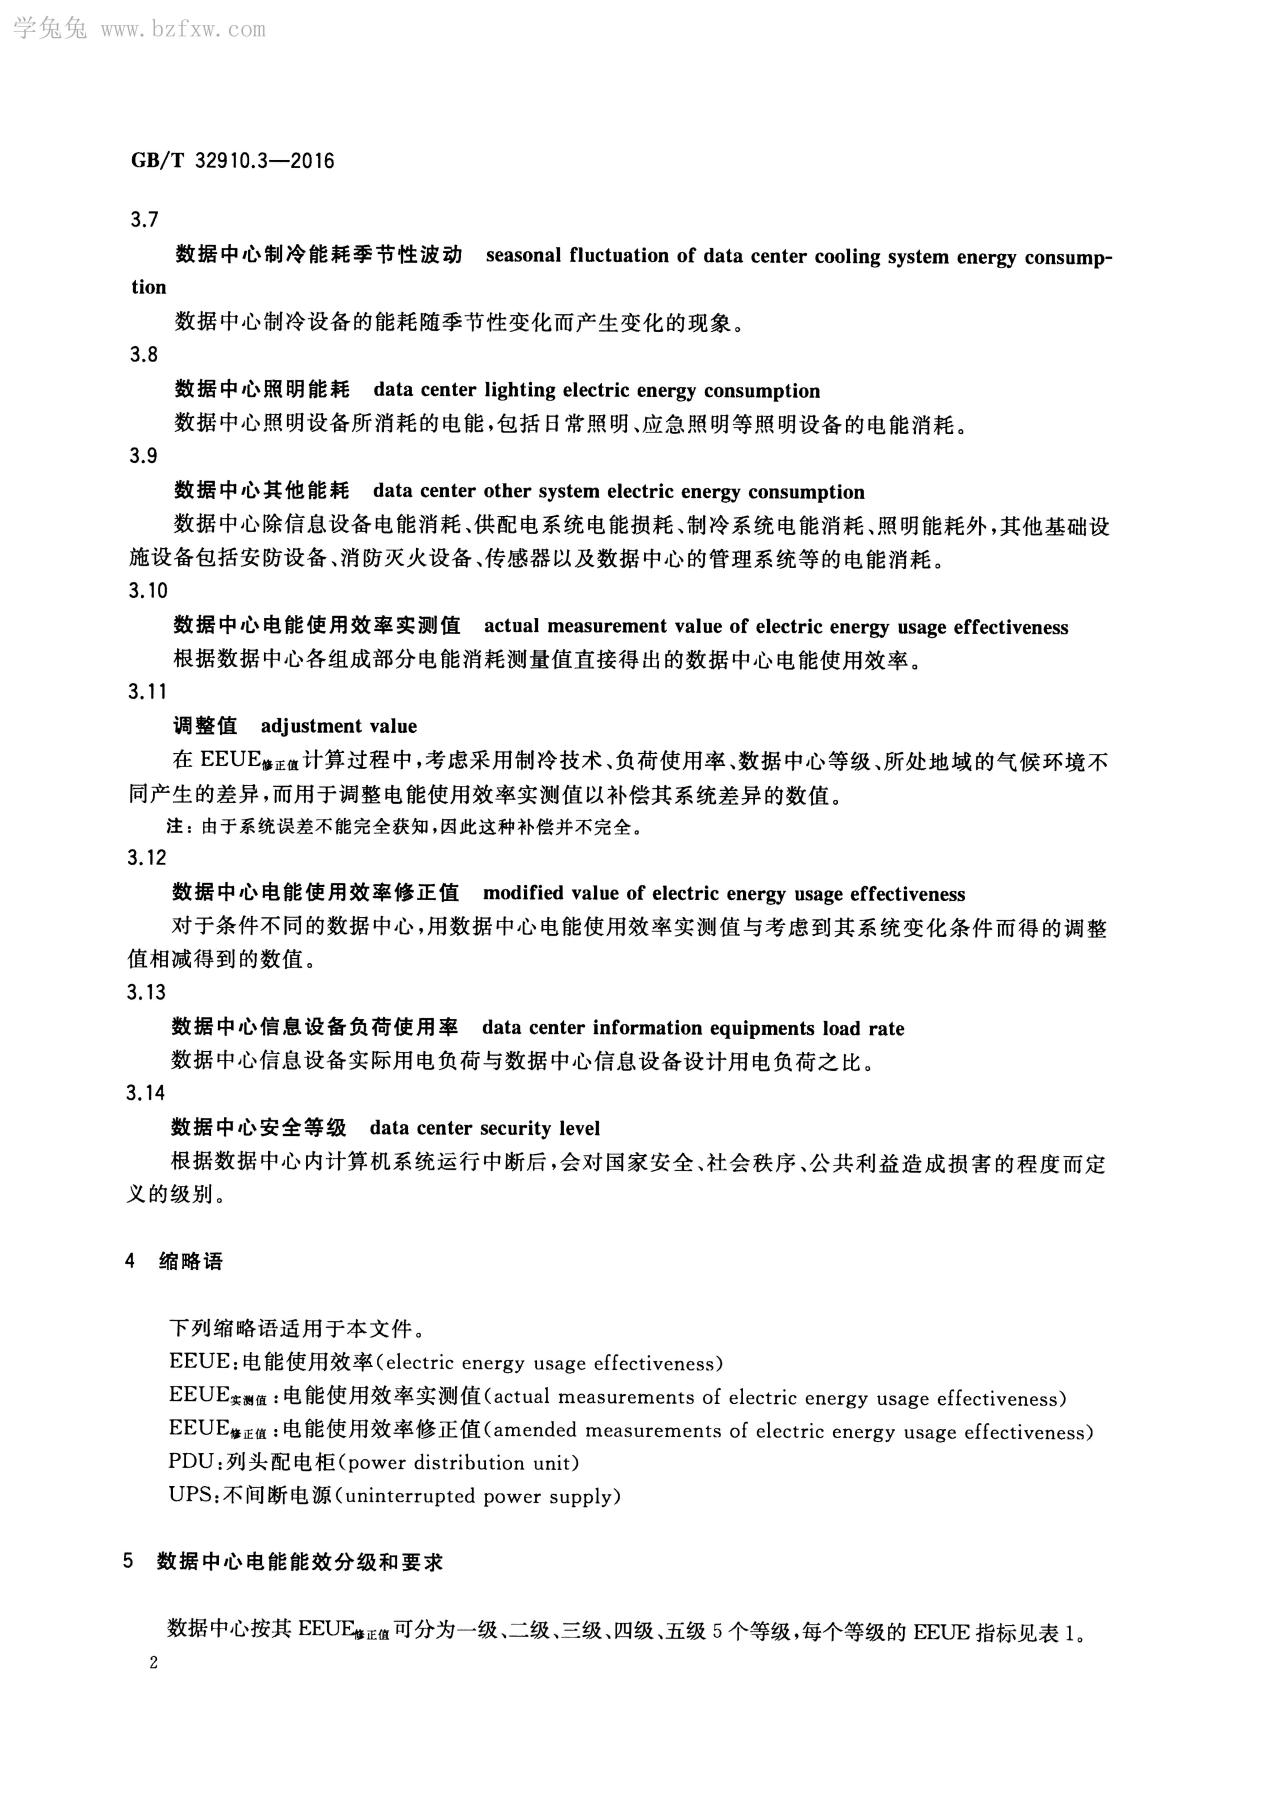 学兔兔 www.bzfxw.com
GB/T 32910.3—2016
3.7
数据中心制冷能耗季节性波动 seasonal fluctuation of data center cooling system energy consump-
tion
数据中心制冷设备的能耗随季节性变化而产生变化的现象。
3.8
数据中心照明能耗 data center lighting electric energy consumption
数据中心照明设备所消耗的电能,包括日常照明、应急照明等照明设备的电能消耗。
3.9
数据中心其他能耗 data center other system electric energy consumption
数据中心除信息设备电能消耗、供配电系统电能损耗、制冷系统电能消耗、照明能耗外,其他基础设
施设备包括安防设备、消防灭火设备、传感器以及数据中心的管理系统等的电能消耗。
3.10
数据中心电能使用效率实测值 actual measurement value of electric energy usage effectiveness
根据数据中心各组成部分电能消耗测量值直接得出的数据中心电能使用效率。
3.11
调整值 adjustment value
在 EEUE修正值计算过程中,考虑采用制冷技术、负荷使用率、数据中心等级、所处地域的气候环境不
同产生的差异,而用于调整电能使用效率实测值以补偿其系统差异的数值。
注:由于系统误差不能完全获知,因此这种补偿并不完全。
3.12
数据中心电能使用效率修正值 modified value of electric energy usage effectiveness
对于条件不同的数据中心,用数据中心电能使用效率实测值与考虑到其系统变化条件而得的调整
值相减得到的数值。
3.13
数据中心信息设备负荷使用率 data center information equipments load rate
数据中心信息设备实际用电负荷与数据中心信息设备设计用电负荷之比。
3.14
数据中心安全等级 data center security level
根据数据中心内计算机系统运行中断后,会对国家安全、社会秩序、公共利益造成损害的程度而定
义的级别。
4 缩略语
下列缩略语适用于本文件。
EEUE:电能使用效率(electric energy usage effectiveness)
EEUE实测值:电能使用效率实测值(actual measurements of electric energy usage effectiveness)
EEUE修正值:电能使用效率修正值(amended measurements of electric energy usage effectiveness)
PDU:列头配电柜(power distribution unit)
UPS:不间断电源(uninterrupted power supply)
5 数据中心电能能效分级和要求
数据中心按其 EEUE修正值可分为一级、二级、三级、四级、五级 5 个等级,每个等级的 EEUE 指标见表 1。
2